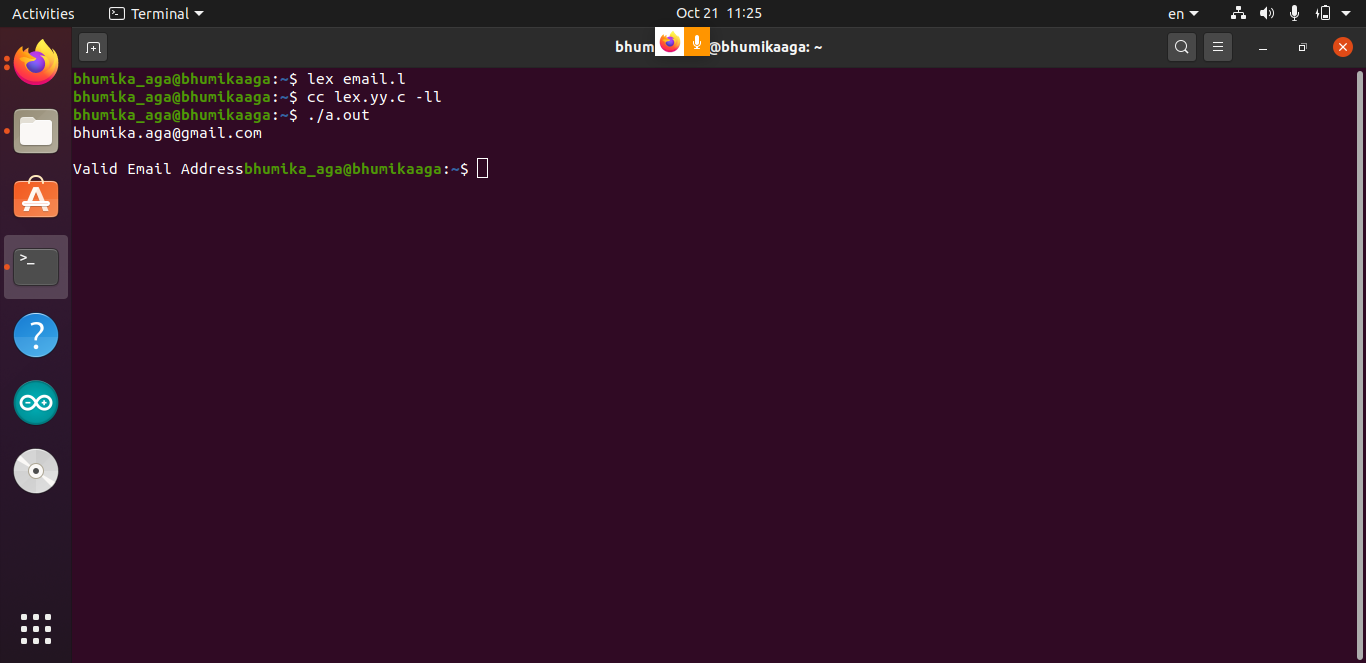 Activities Terminal Oct 21 11:25 en
bhum @bhumikaaga: ~
bhumika_aga@bhumikaaga:~$ lex email.l
bhumika_aga@bhumikaaga:~$ cc lex.yy.c -ll
bhumika_aga@bhumikaaga:~$ ./a.out
bhumika.aga@gmail.com
Valid Email Addressbhumika_aga@bhumikaaga:~$